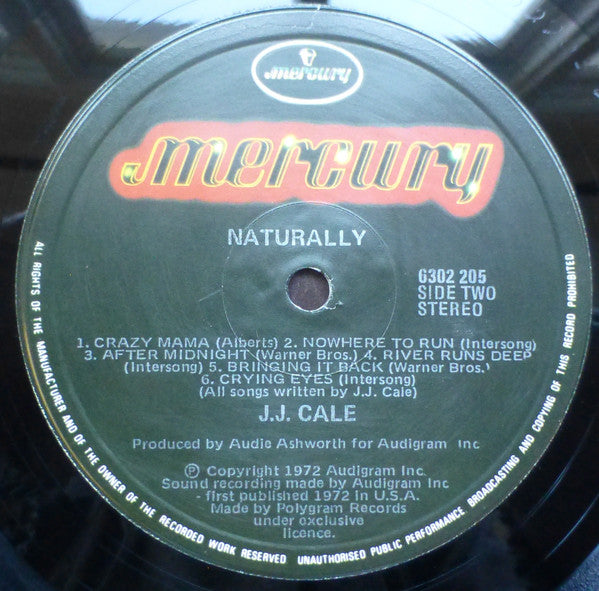 mercury
mercury
NATURALLY
6302 205
SIDE TWO
STEREO
1. CRAZY MAMA (Alberts) 2. NOWHERE TO RUN (Intersong)
3. AFTER MIDNIGHT (Warner Bros.) 4. RIVER RUNS DEEP
(Intersong) 5. BRINGING IT BACK (Warner Bros.)
6. CRYING EYES (Intersong)
(All songs written by J.J. Cale)
J.J. CALE
Produced by Audie Ashworth for Audigram Inc
Ⓟ Copyright 1972 Audigram Inc.
Sound recording made by Audigram Inc
- first published 1972 in U.S.A.
Made by Polygram Records
under exclusive
licence.
ALL RIGHTS OF THE MANUFACTURER AND OF THE OWNER OF THE RECORDED WORK RESERVED UNAUTHORISED PUBLIC PERFORMANCE BROADCASTING AND COPYING OF THIS RECORD PROHIBITED